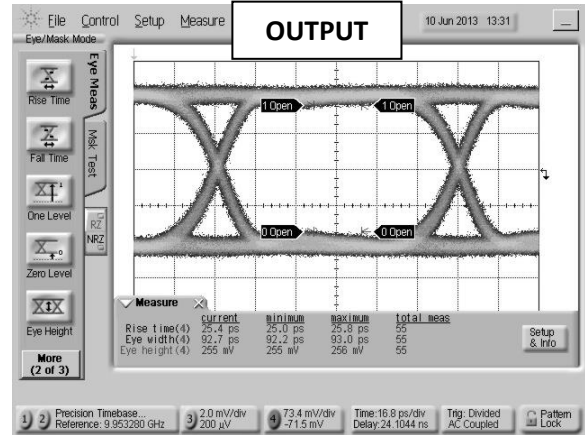 File Control Setup Measure
OUTPUT
10 Jun 2013 13:31
Eye/Mask Mode
Rise Time
Fall Time
One Level
Zero Level
Eye Height
More
(2 of 3)
Eye Meas
Msk Test
RZ
NRZ
1 Open 1 Open
0 Open 0 Open
Measure
current minimum maximum total meas
Rise time(4) 25.4 ps 25.0 ps 25.8 ps 55
Eye width(4) 92.7 ps 92.2 ps 93.0 ps 55
Eye height(4) 255 mV 255 mV 256 mV 55
Setup
& Info
1) 2) Precision Timebase...
Reference: 9.953280 GHz
3) 2.0 mV/div
200 µV
4) 73.4 mV/div
-71.5 mV
Time:16.8 ps/div
Delay:24.1044 ns
Trig: Divided
AC Coupled
Pattern
Lock